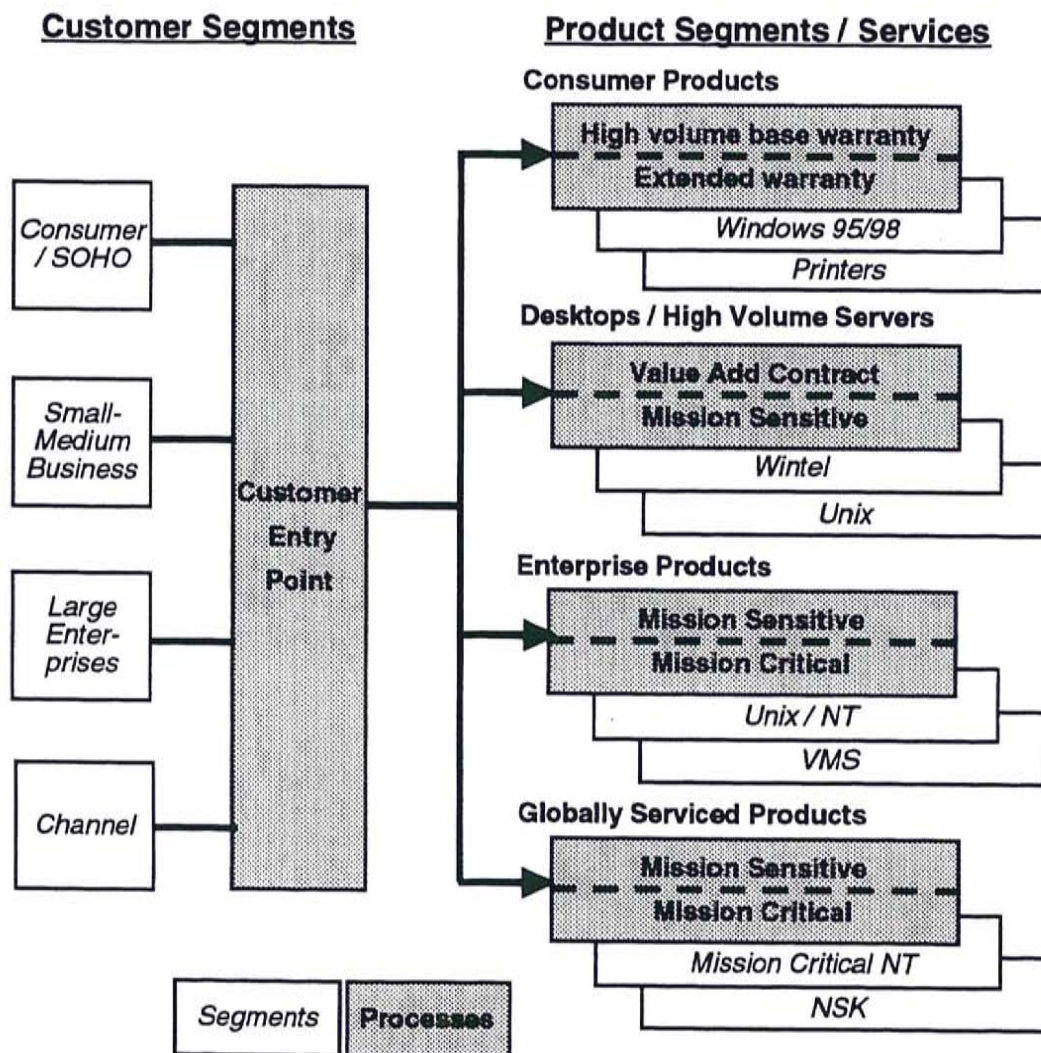 Customer Segments
Product Segments / Services
Consumer
/ SOHO
Small-
Medium
Business
Large
Enter-
prises
Channel
Customer
Entry
Point
Consumer Products
High volume base warranty
Extended warranty
Windows 95/98
Printers
Desktops / High Volume Servers
Value Add Contract
Mission Sensitive
Wintel
Unix
Enterprise Products
Mission Sensitive
Mission Critical
Unix / NT
VMS
Globally Serviced Products
Mission Sensitive
Mission Critical
Mission Critical NT
NSK
Segments
Processes